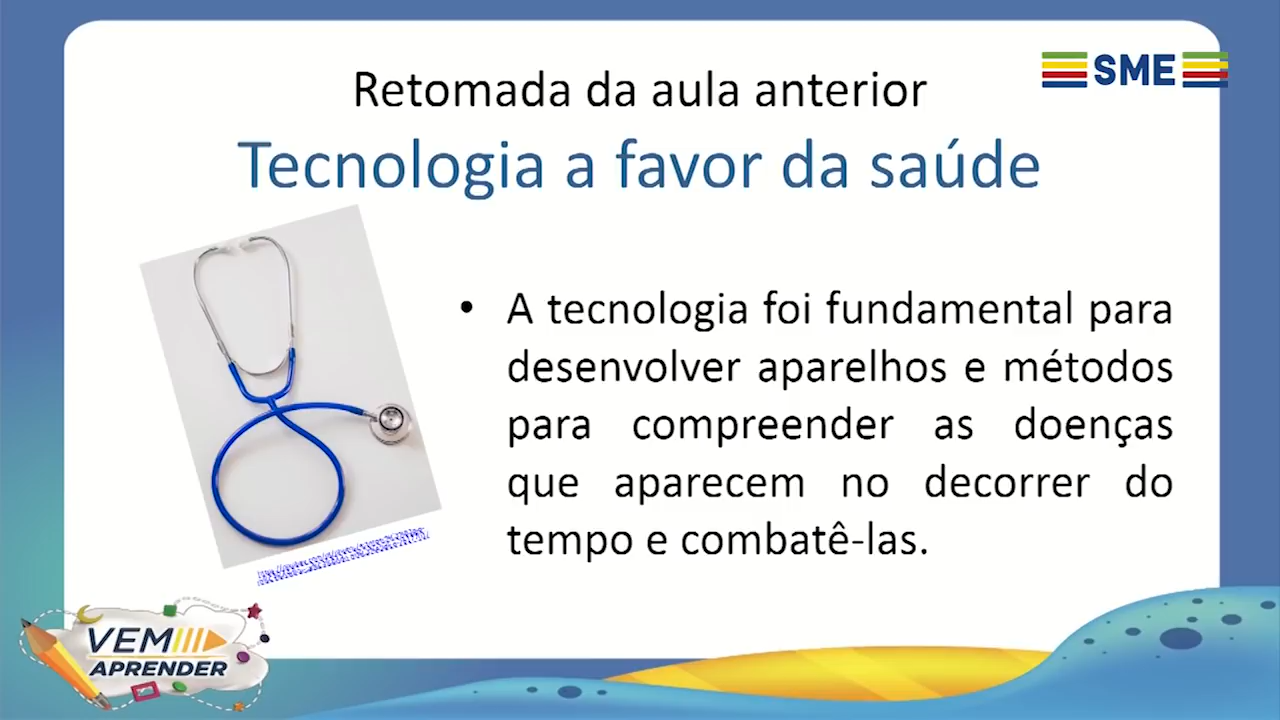 SME
Retomada da aula anterior
Tecnologia a favor da saúde
• A tecnologia foi fundamental para
desenvolver aparelhos e métodos
para compreender as doenças
que aparecem no decorrer do
tempo e combatê-las.
VEM
APRENDER